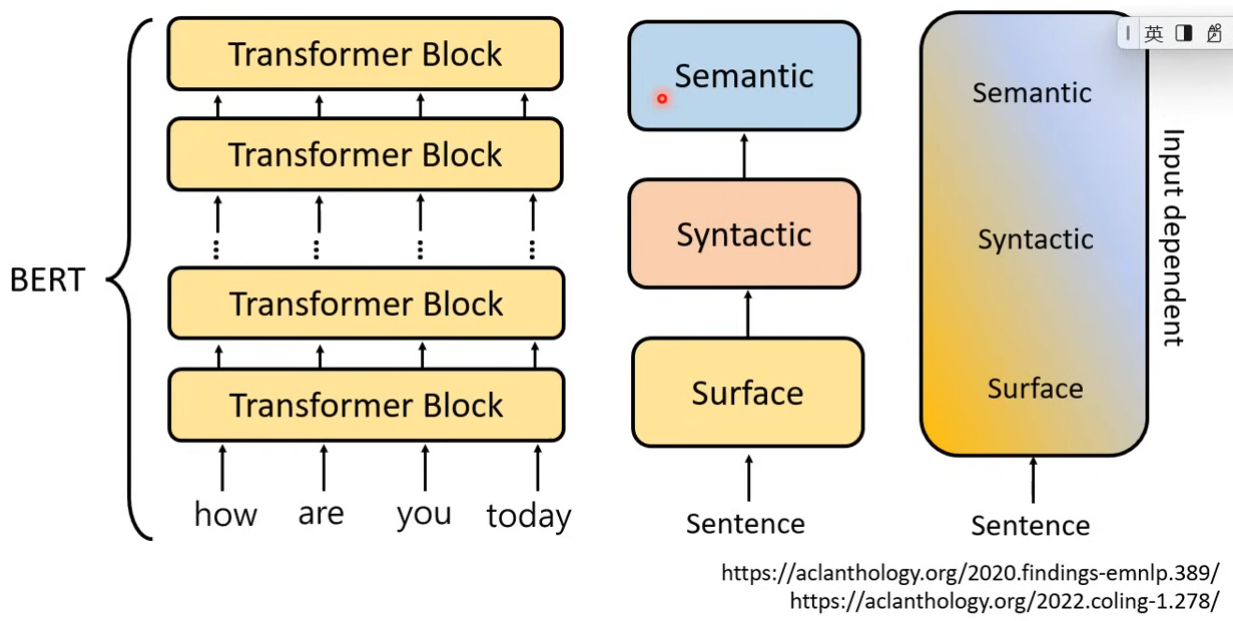 BERT
Transformer Block
Transformer Block
Transformer Block
Transformer Block
how are you today
Semantic
Syntactic
Surface
Sentence
Semantic
Syntactic
Surface
Input dependent
Sentence
英
https://aclanthology.org/2020.findings-emnlp.389/
https://aclanthology.org/2022.coling-1.278/